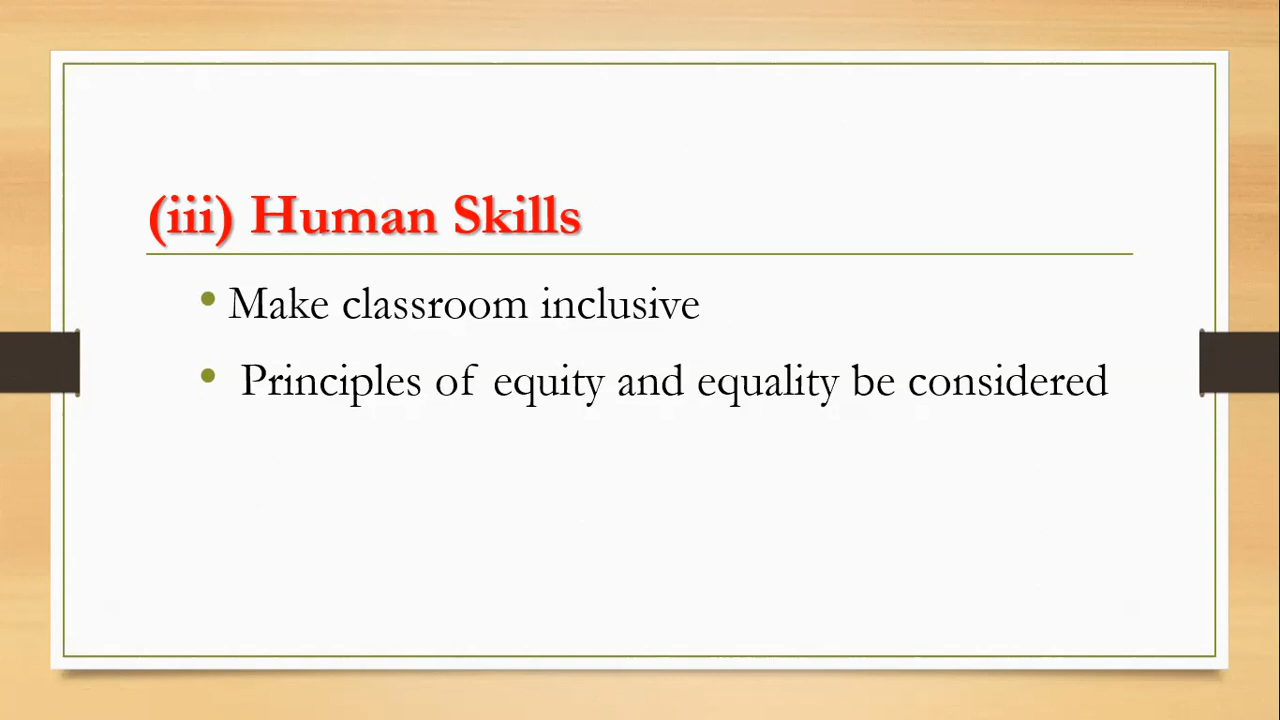 (iii) Human Skills
• Make classroom inclusive
• Principles of equity and equality be considered